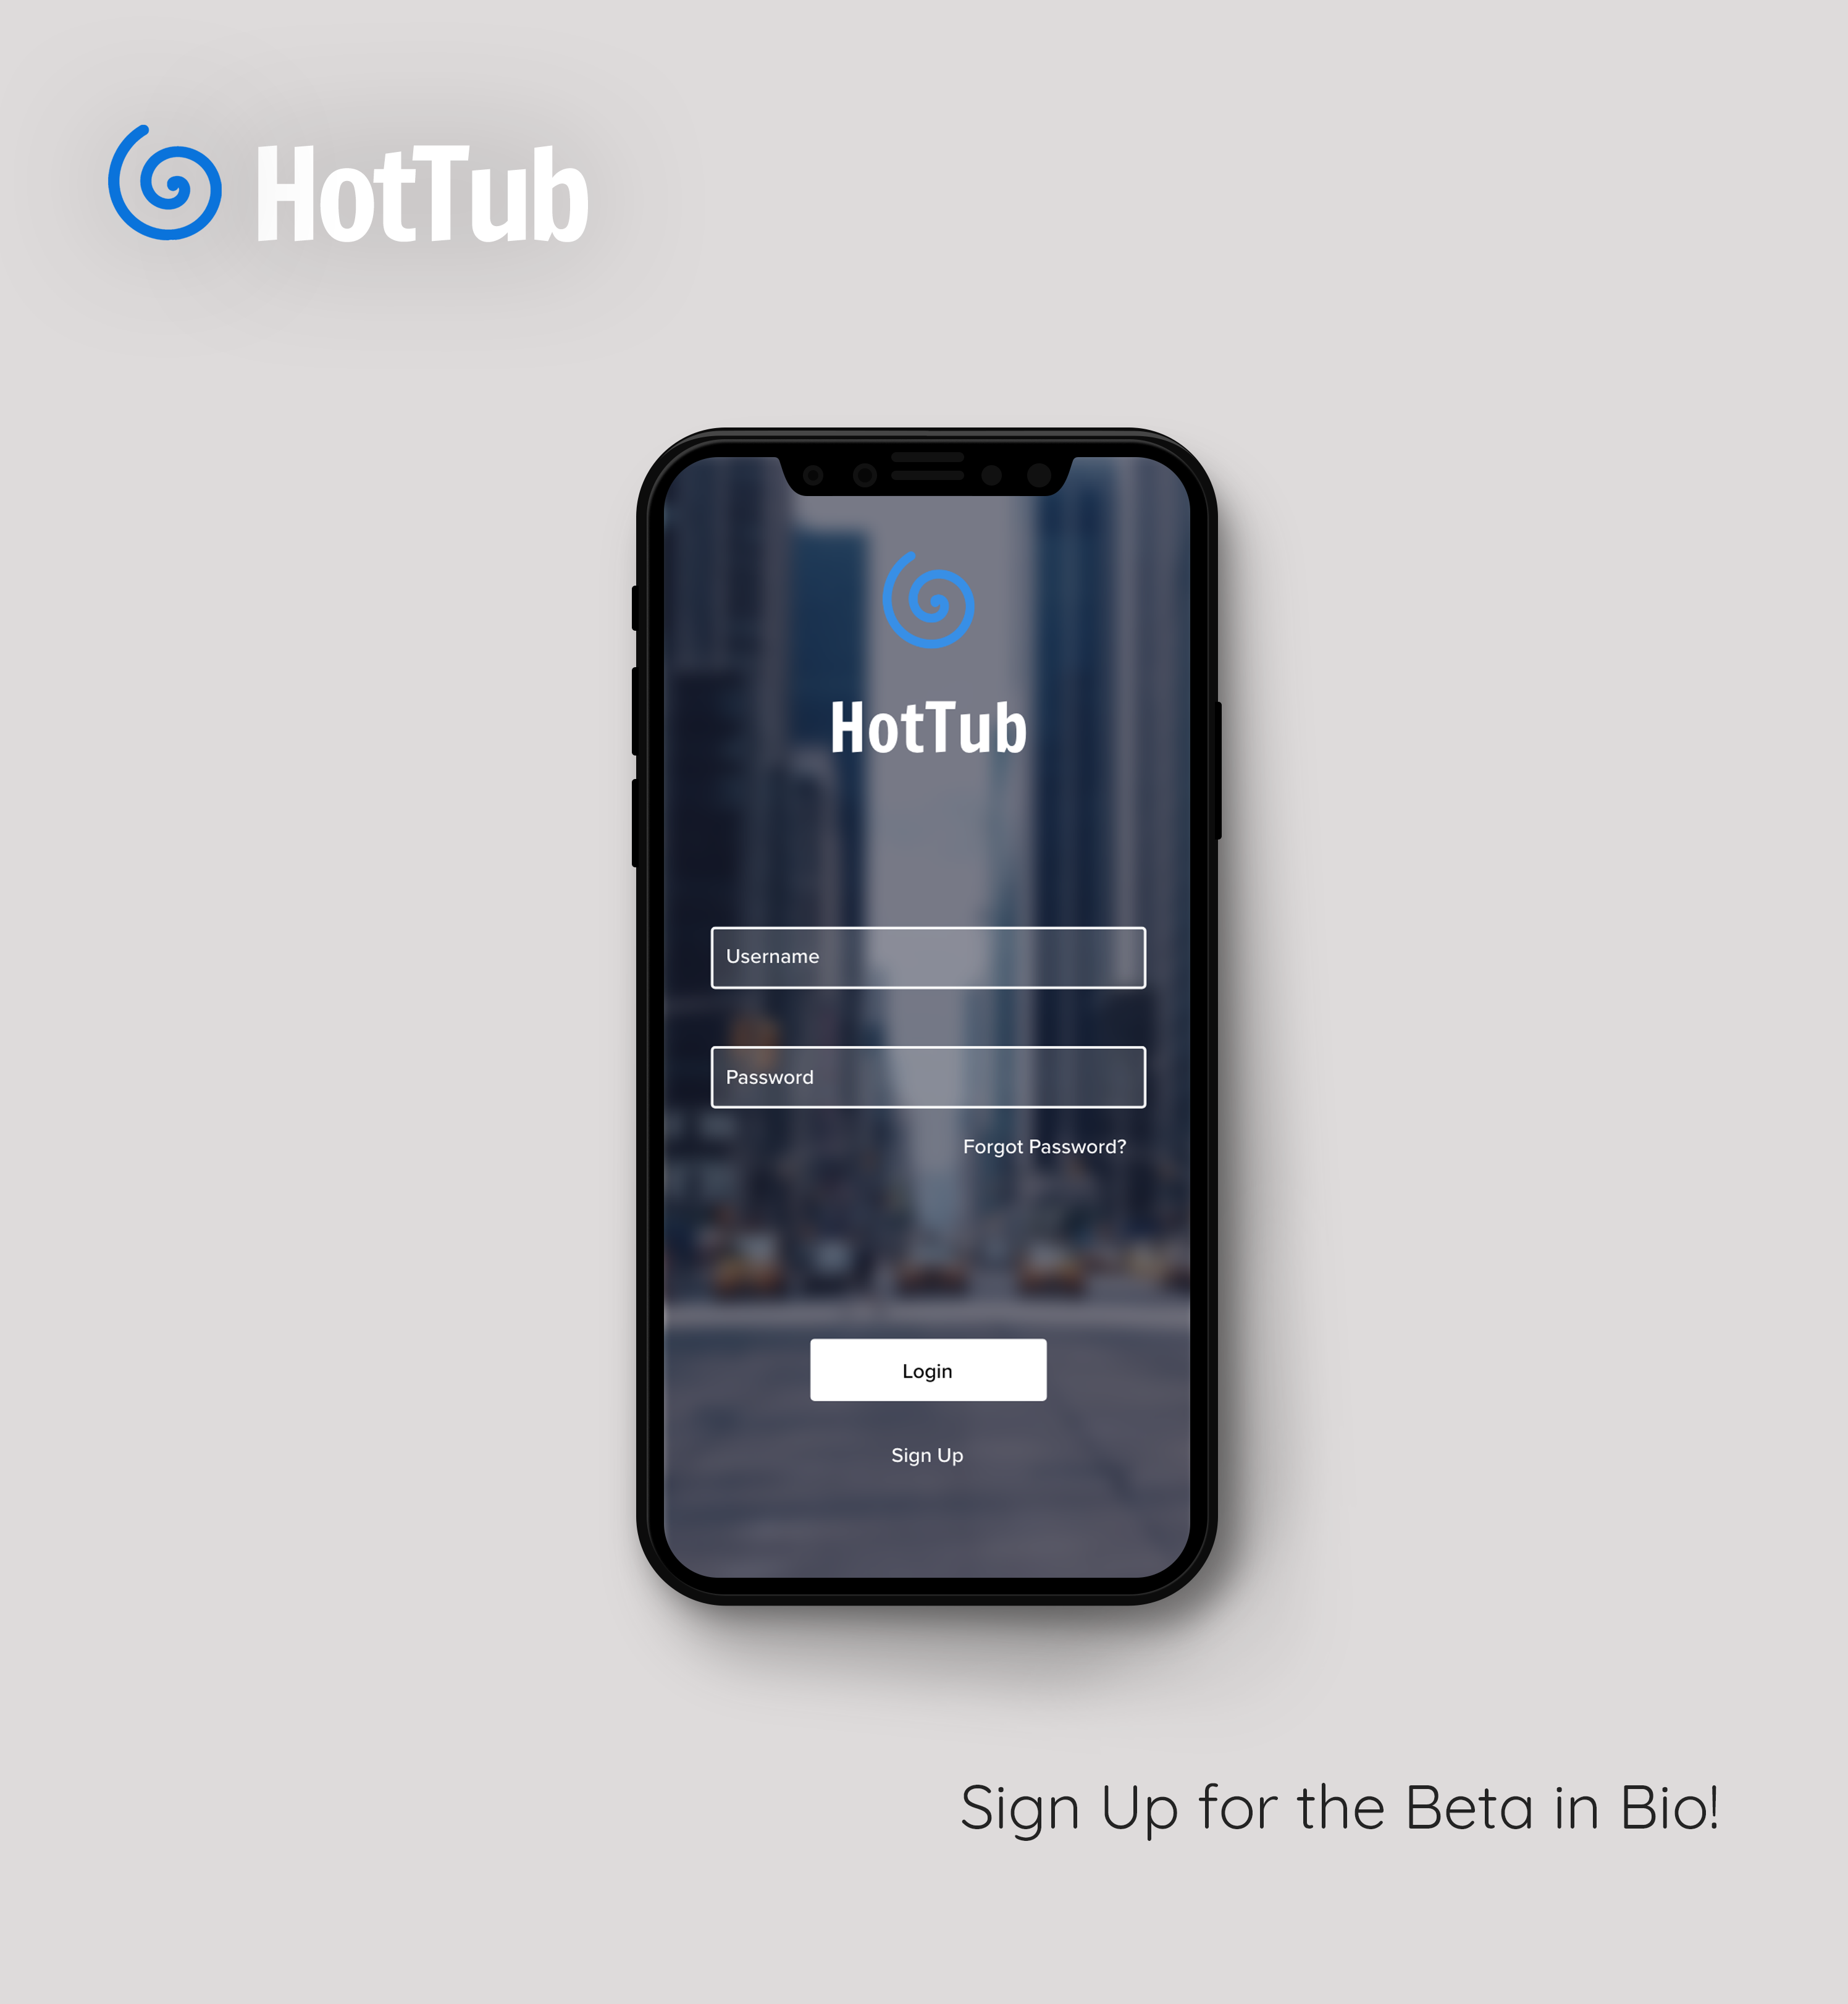 HotTub
HotTub
Username
Password
Forgot Password?
Login
Sign Up
Sign Up for the Beta in Bio!